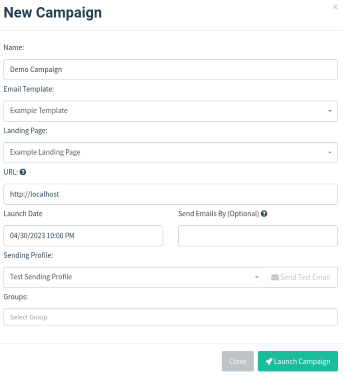 New Campaign
×
Name:
Demo Campaign
Email Template:
Example Template
Landing Page:
Example Landing Page
URL: ?
http://localhost
Launch Date
Send Emails By (Optional) ?
04/30/2023 10:00 PM
Sending Profile:
Test Sending Profile
Send Test Email
Groups:
Select Group
Close
Launch Campaign